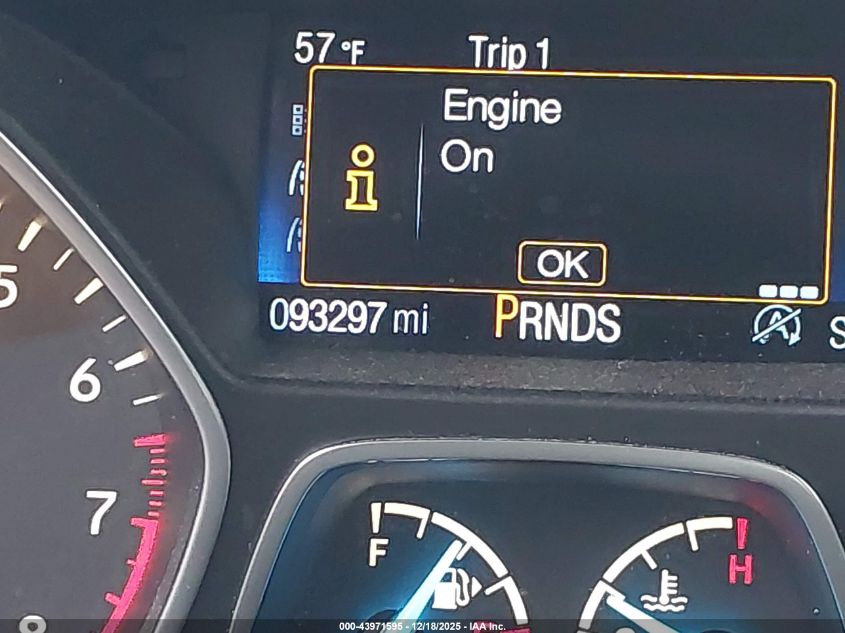 57 °F Trip 1
Engine
On
OK
093297 mi PRNDS
5
6
7
8
F
H
000-43971595 - 12/18/2025 - IAA Inc.